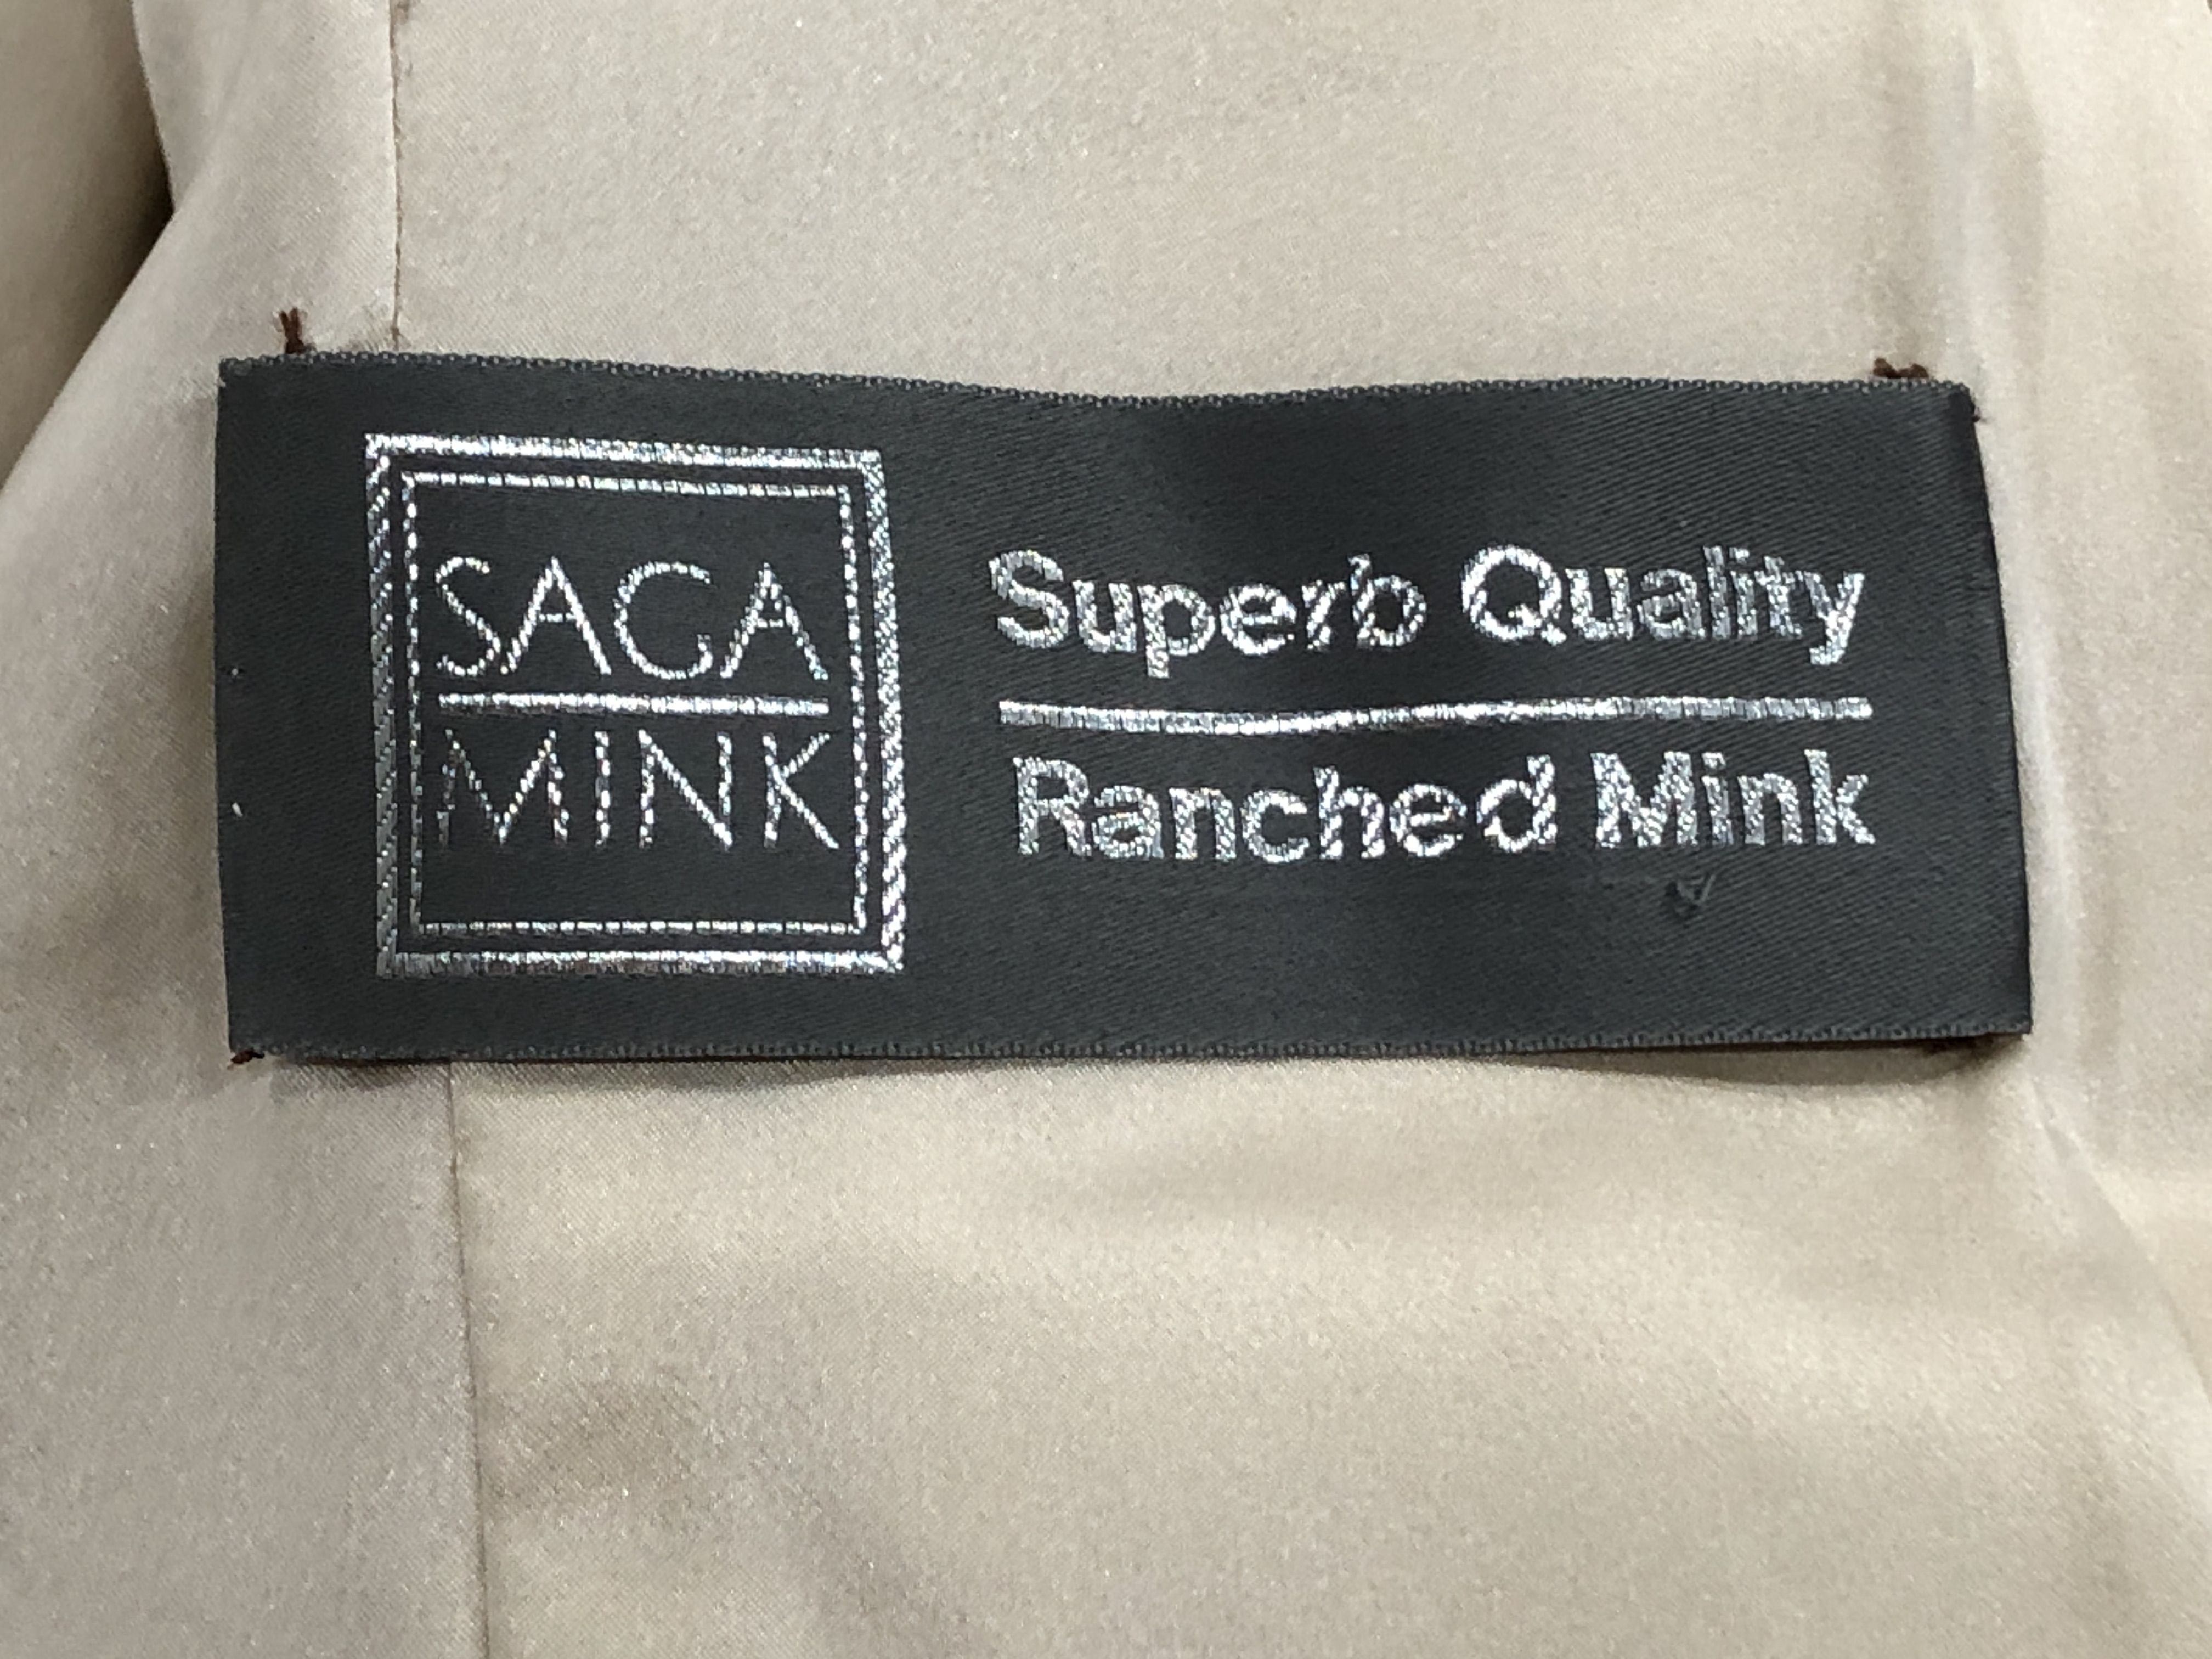 SAGA
MINK
Superb Quality
Ranched Mink